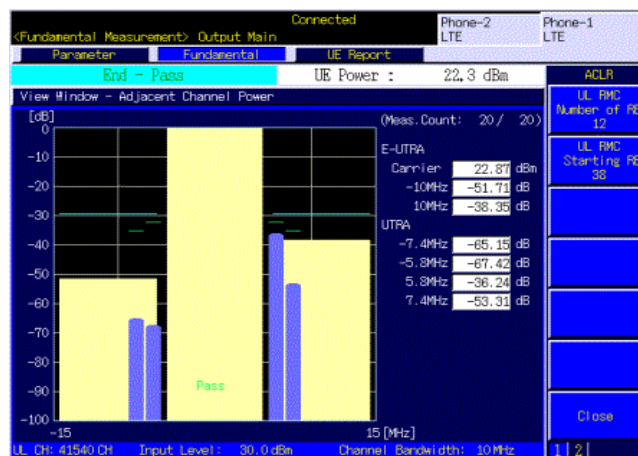 Connected
Phone-2 LTE
Phone-1 LTE
<Fundamental Measurement> Output Main
Parameter Fundamental UE Report
End - Pass UE Power : 22.3 dBm
ACLR
View Window - Adjacent Channel Power
UL RMC
Number of RB
12
UL RMC
Starting RB
38
[dB]
(Meas.Count: 20/ 20)
0
-10
-20
-30
-40
-50
-60
-70
-80
-90
-100
E-UTRA
Carrier 22.87 dBm
-10MHz -51.71 dB
10MHz -38.35 dB
UTRA
-7.4MHz -65.15 dB
-5.8MHz -67.42 dB
5.8MHz -36.24 dB
7.4MHz -53.31 dB
Pass
-15 15 [MHz]
Close
UL CH: 41540 CH Input Level: 30.0 dBm Channel Bandwidth: 10 MHz
1 2